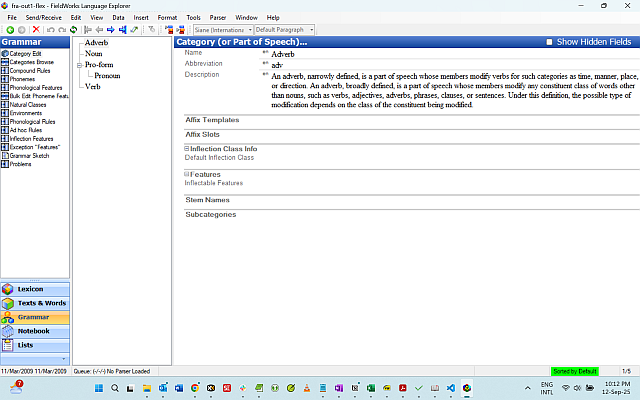 fra-out1-flex - FieldWorks Language Explorer
File Send/Receive Edit View Data Insert Format Tools Parser Window Help
Siane (Internation Default Paragraph
Grammar
Category Edit
Categories Browse
Compound Rules
Phonemes
Phonological Features
Bulk Edit Phoneme Featu
Natural Classes
Environments
Phonological Rules
Ad hoc Rules
Inflection Features
Exception "Features"
Grammar Sketch
Problems
Lexicon
Texts & Words
Grammar
Notebook
Lists
Adverb
Noun
Pro-form
Pronoun
Verb
Category (or Part of Speech)... Show Hidden Fields
Name Adverb
Abbreviation adv
Description An adverb, narrowly defined, is a part of speech whose members modify verbs for such categories as time, manner, place,
or direction. An adverb, broadly defined, is a part of speech whose members modify any constituent class of words other
than nouns, such as verbs, adjectives, adverbs, phrases, clauses, or sentences. Under this definition, the possible type of
modification depends on the class of the constituent being modified.
Affix Templates
Affix Slots
Inflection Class Info
Default Inflection Class
Features
Inflectable Features
Stem Names
Subcategories
11/Mar/2009 11/Mar/2009 Queue: (-/-/-) No Parser Loaded Sorted by Default 1/5
7
ENG
INTL
10:12 PM
12-Sep-25